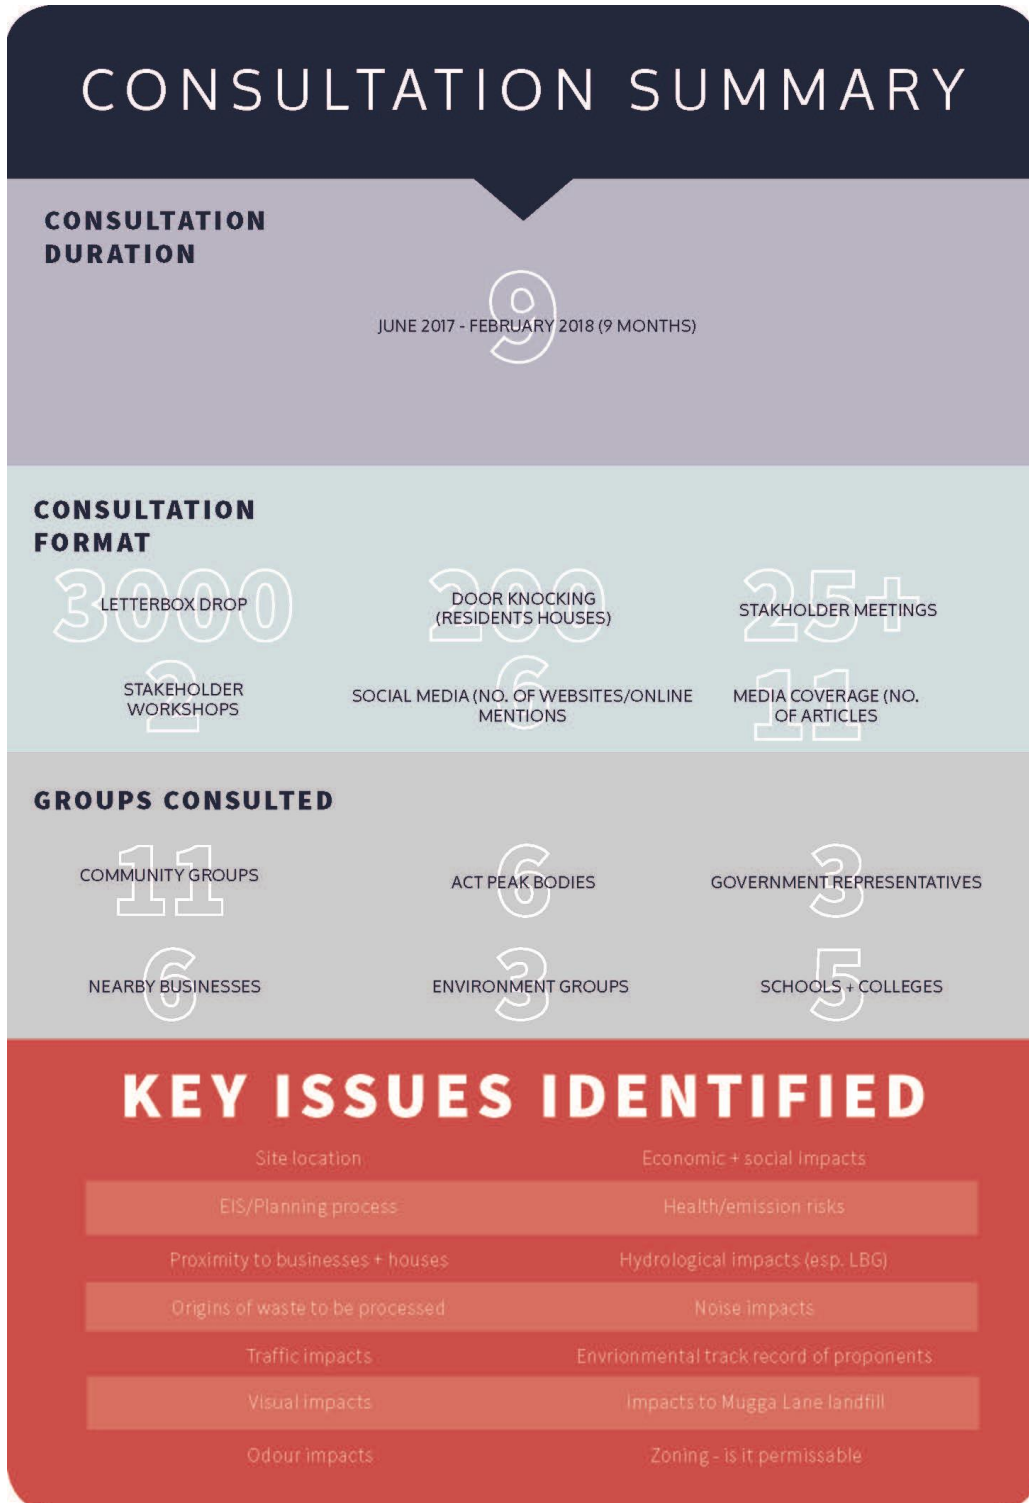 CONSULTATION SUMMARY
CONSULTATION
DURATION
9
JUNE 2017 - FEBRUARY 2018 (9 MONTHS)
CONSULTATION
FORMAT
3000
LETTERBOX DROP
200
DOOR KNOCKING
(RESIDENTS HOUSES)
25+
STAKHOLDER MEETINGS
2
STAKEHOLDER
WORKSHOPS
6
SOCIAL MEDIA (NO. OF WEBSITES/ONLINE
MENTIONS
11
MEDIA COVERAGE (NO.
OF ARTICLES
GROUPS CONSULTED
11
COMMUNITY GROUPS
6
ACT PEAK BODIES
3
GOVERNMENT REPRESENTATIVES
6
NEARBY BUSINESSES
3
ENVIRONMENT GROUPS
5
SCHOOLS + COLLEGES
KEY ISSUES IDENTIFIED
Site location
Economic + social impacts
EIS/Planning process
Health/emission risks
Proximity to businesses + houses
Hydrological impacts (esp. LBG)
Origins of waste to be processed
Noise impacts
Traffic impacts
Envrionmental track record of proponents
Visual impacts
Impacts to Mugga Lane landfill
Odour impacts
Zoning - is it permissable